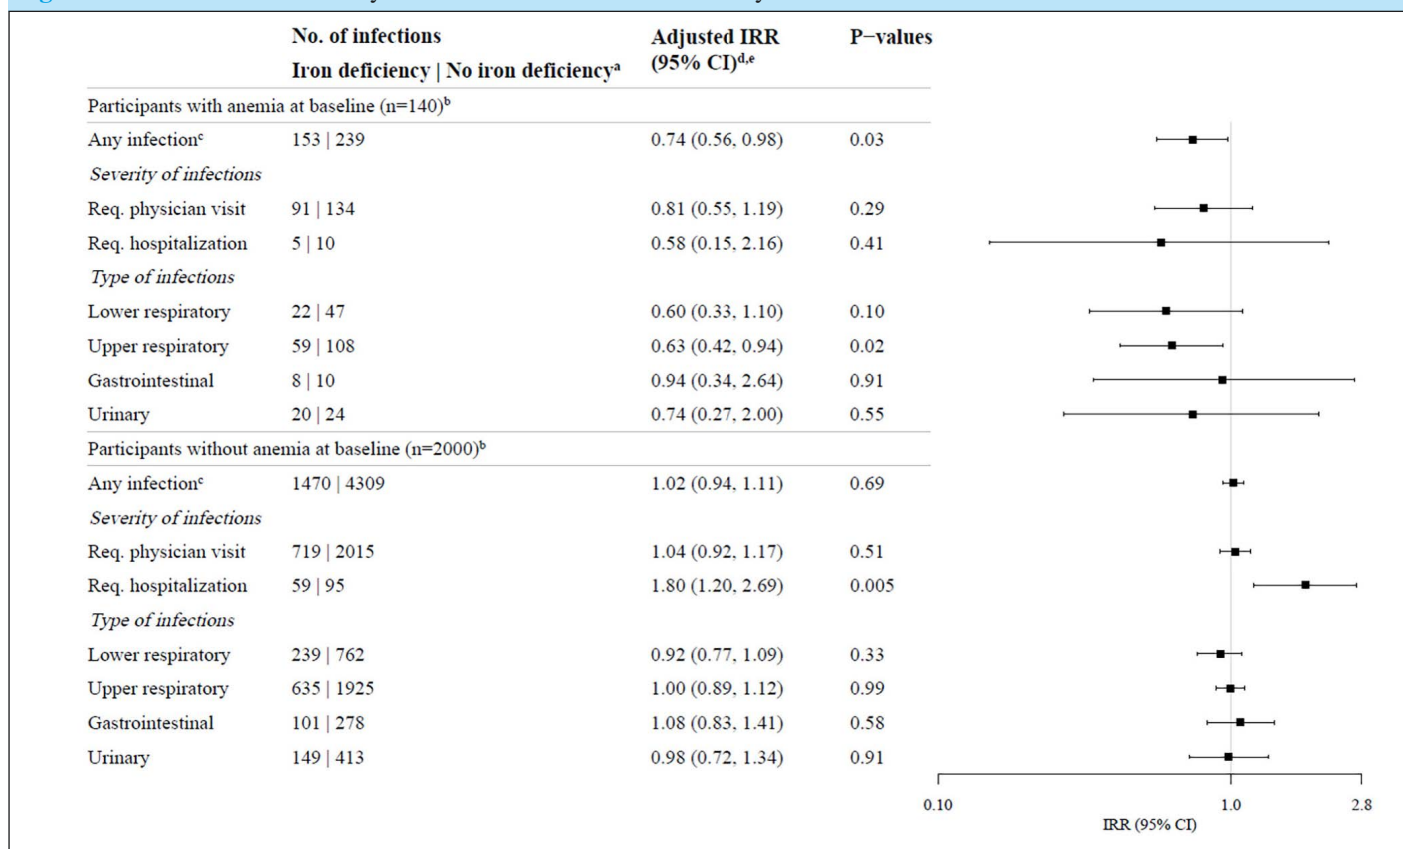 No. of infections Adjusted IRR P−values
Iron deficiency | No iron deficiencyᵃ (95% CI)ᵈ,ᵉ
Participants with anemia at baseline (n=140)ᵇ
Any infectionᶜ 153 | 239 0.74 (0.56, 0.98) 0.03
Severity of infections
Req. physician visit 91 | 134 0.81 (0.55, 1.19) 0.29
Req. hospitalization 5 | 10 0.58 (0.15, 2.16) 0.41
Type of infections
Lower respiratory 22 | 47 0.60 (0.33, 1.10) 0.10
Upper respiratory 59 | 108 0.63 (0.42, 0.94) 0.02
Gastrointestinal 8 | 10 0.94 (0.34, 2.64) 0.91
Urinary 20 | 24 0.74 (0.27, 2.00) 0.55
Participants without anemia at baseline (n=2000)ᵇ
Any infectionᶜ 1470 | 4309 1.02 (0.94, 1.11) 0.69
Severity of infections
Req. physician visit 719 | 2015 1.04 (0.92, 1.17) 0.51
Req. hospitalization 59 | 95 1.80 (1.20, 2.69) 0.005
Type of infections
Lower respiratory 239 | 762 0.92 (0.77, 1.09) 0.33
Upper respiratory 635 | 1925 1.00 (0.89, 1.12) 0.99
Gastrointestinal 101 | 278 1.08 (0.83, 1.41) 0.58
Urinary 149 | 413 0.98 (0.72, 1.34) 0.91
0.10 1.0 2.8
IRR (95% CI)